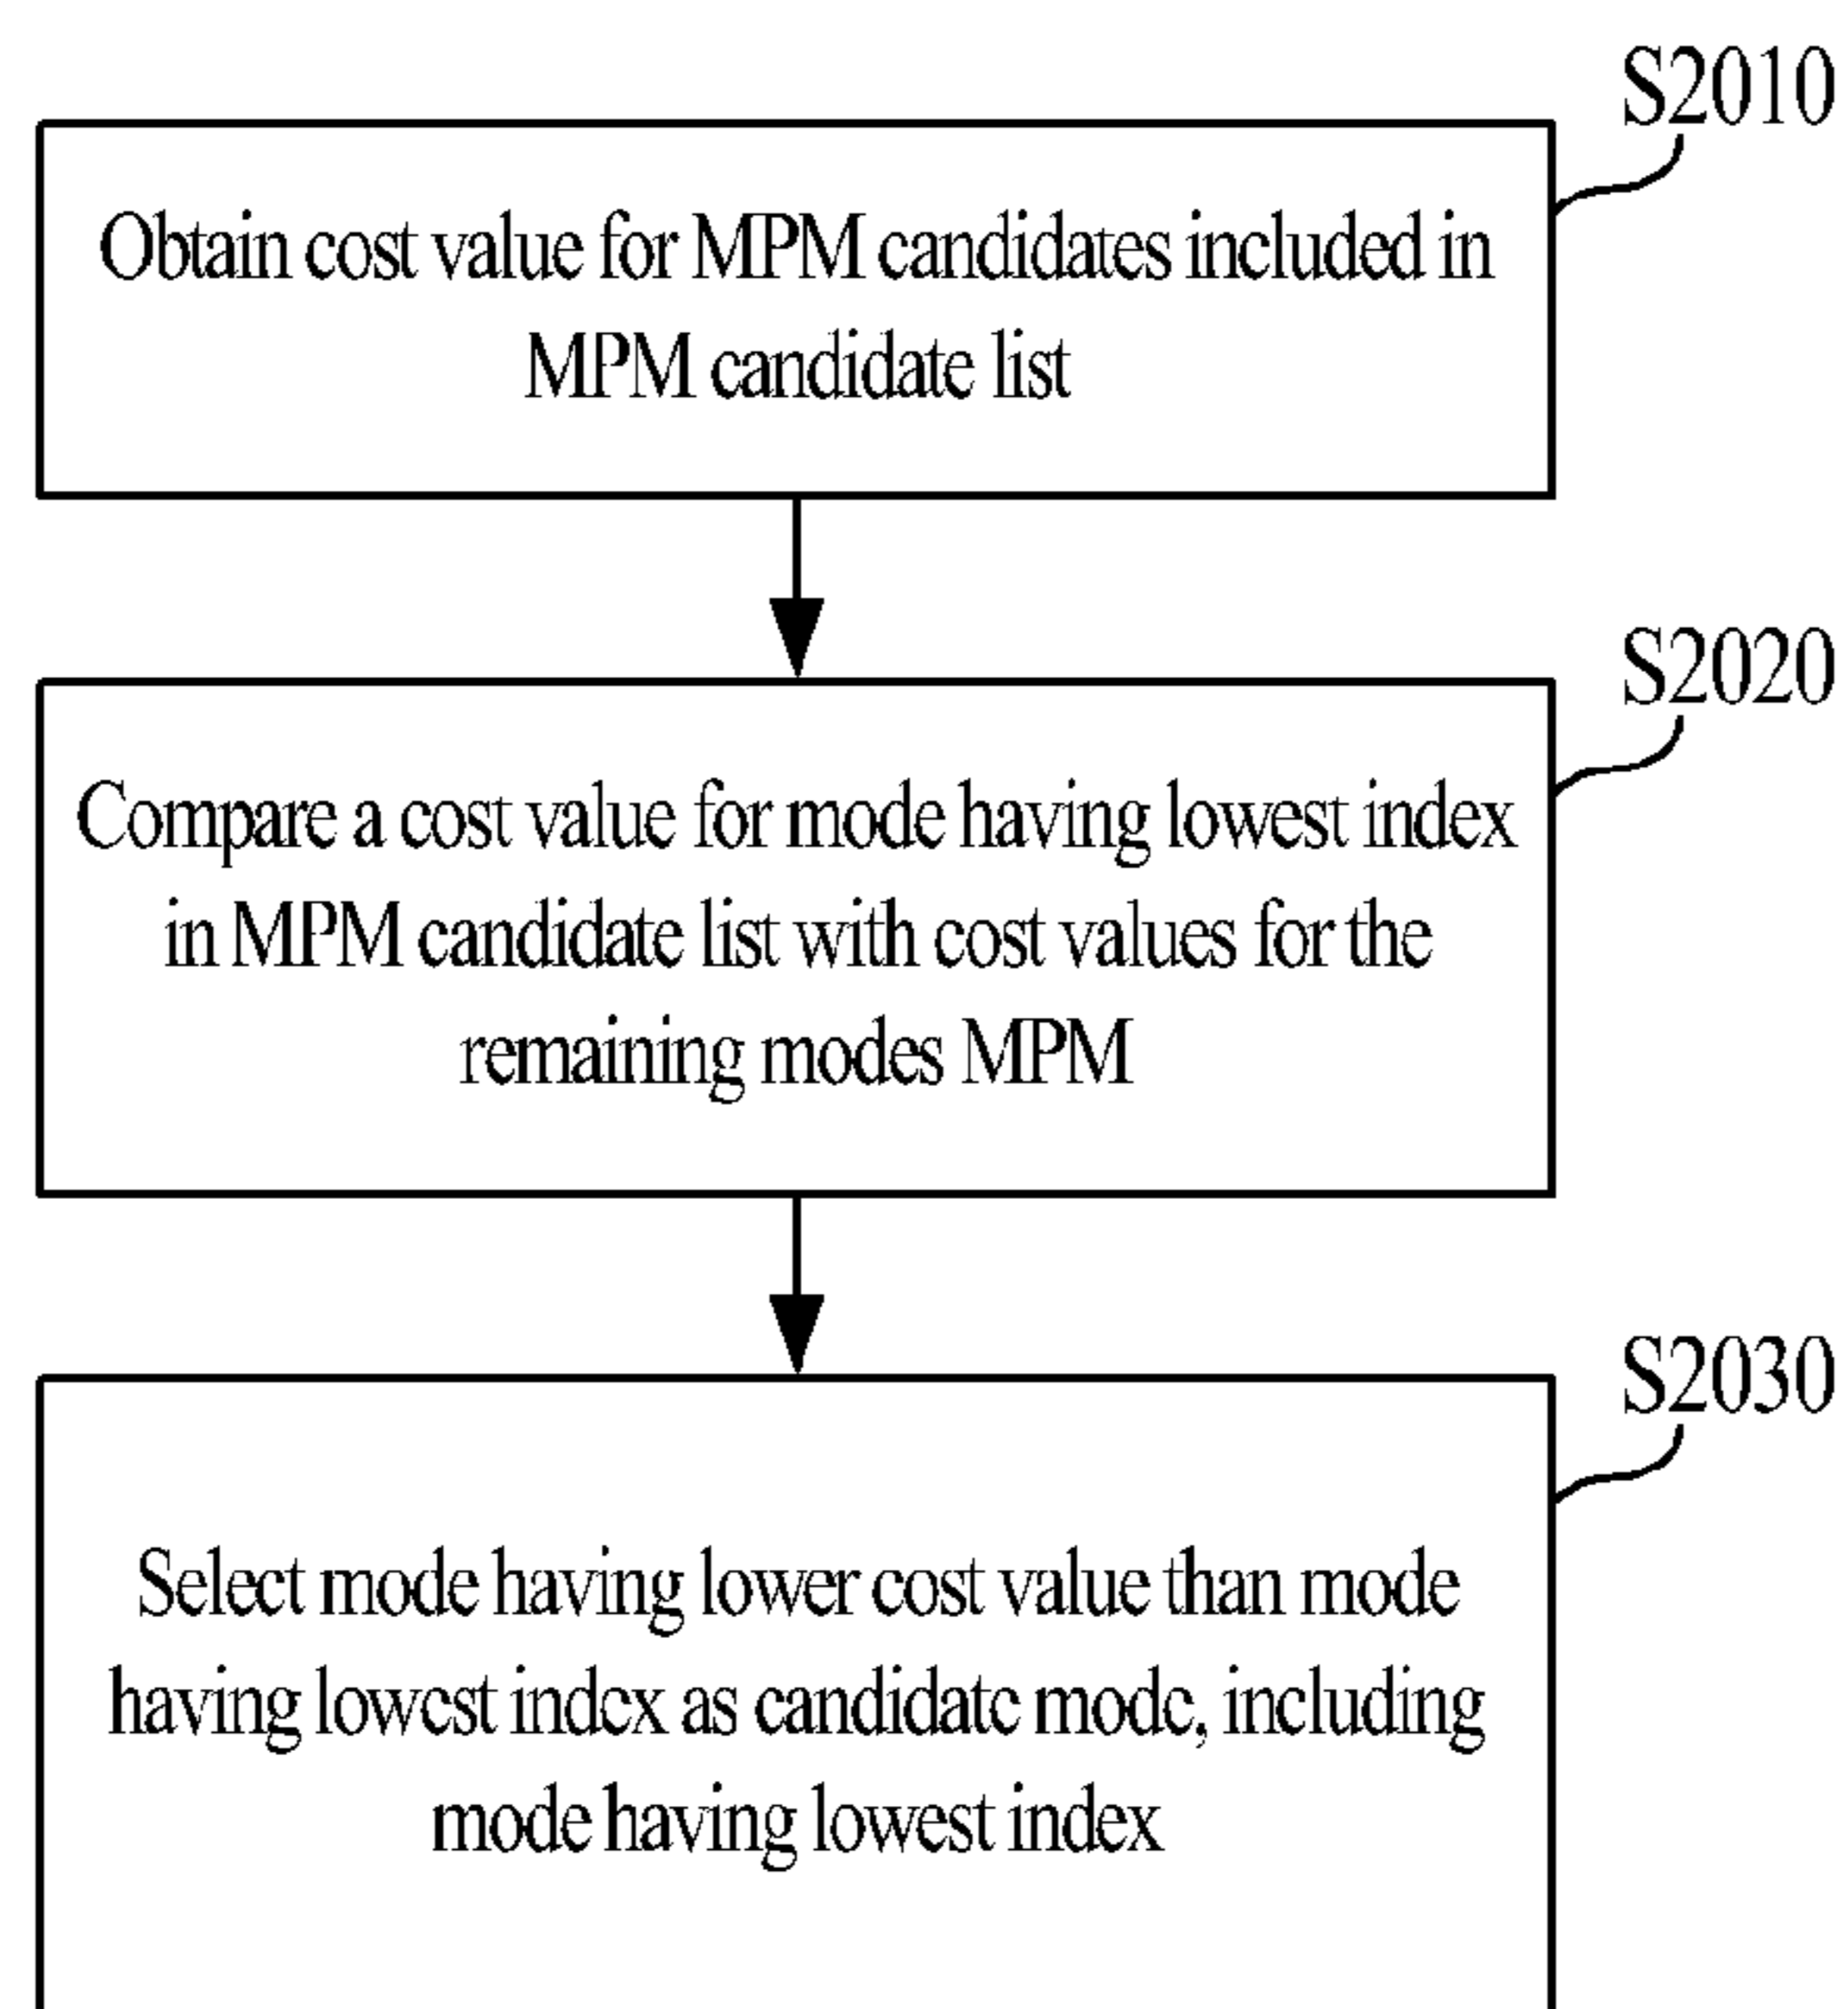 S2010
Obtain cost value for MPM candidates included in
MPM candidate list
S2020
Compare a cost value for mode having lowest index
in MPM candidate list with cost values for the
remaining modes MPM
S2030
Select mode having lower cost value than mode
having lowest index as candidate mode, including
mode having lowest index